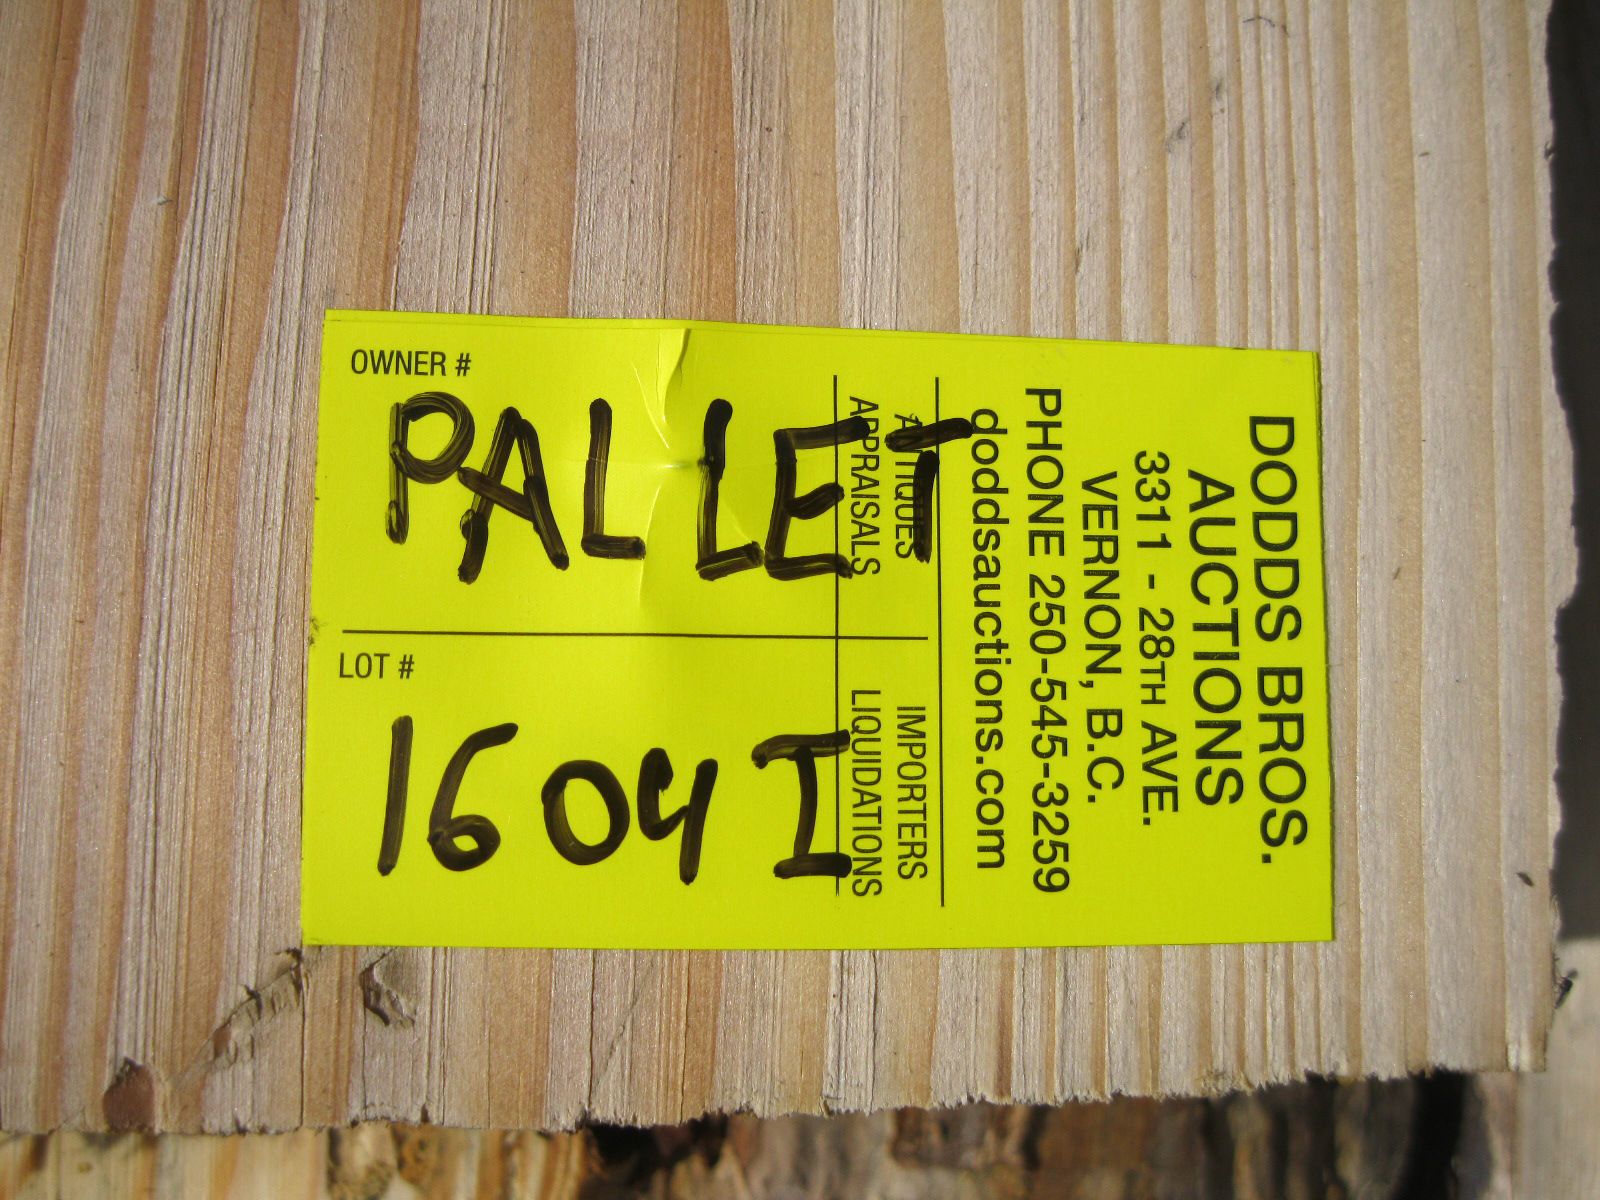 OWNER #
PALLET
LOT #
1604 I
DODDS BROS.
AUCTIONS
3311 - 28TH AVE.
VERNON, B.C.
PHONE 250-545-3259
doddsauctions.com
ANTIQUES IMPORTERS
APPRAISALS LIQUIDATIONS